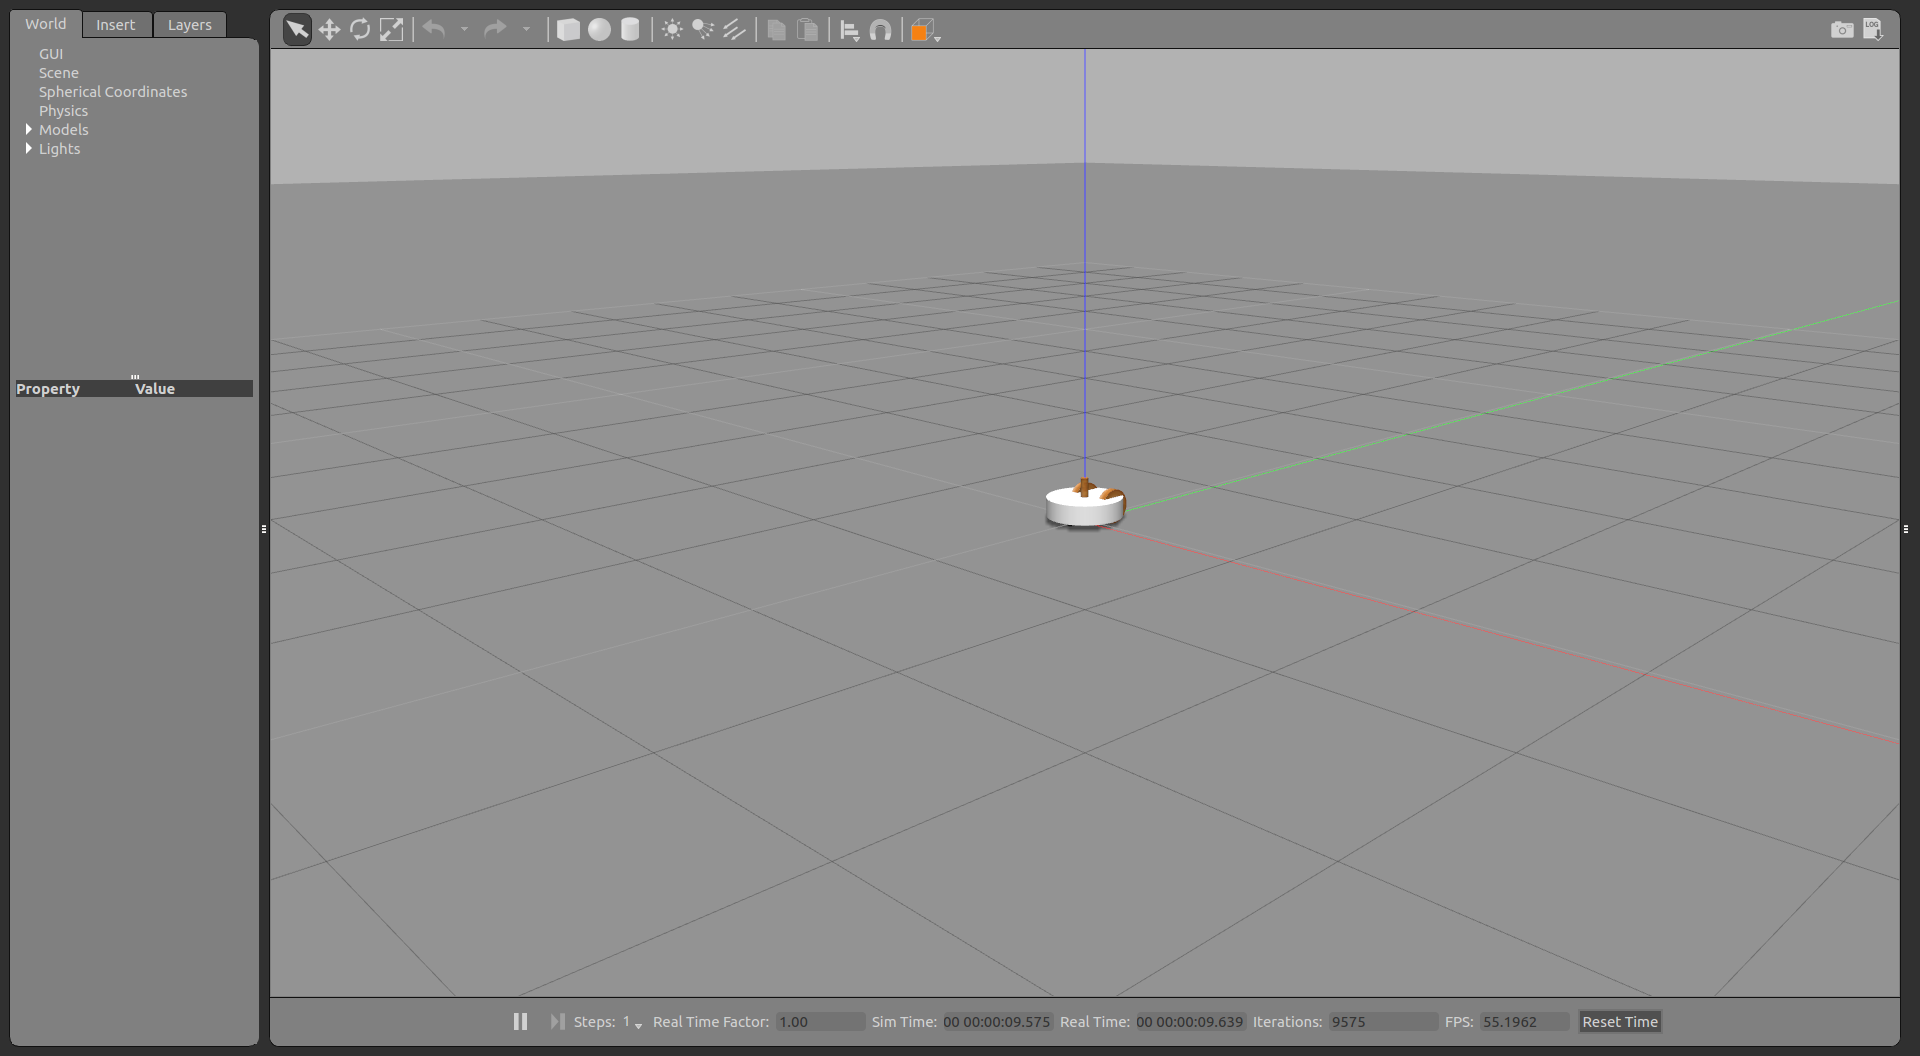 World Insert Layers
GUI
Scene
Spherical Coordinates
Physics
Models
Lights
Property Value
LOG
Steps: 1 Real Time Factor: 1.00 Sim Time: 00 00:00:09.575 Real Time: 00 00:00:09.639 Iterations: 9575 FPS: 55.1962 Reset Time